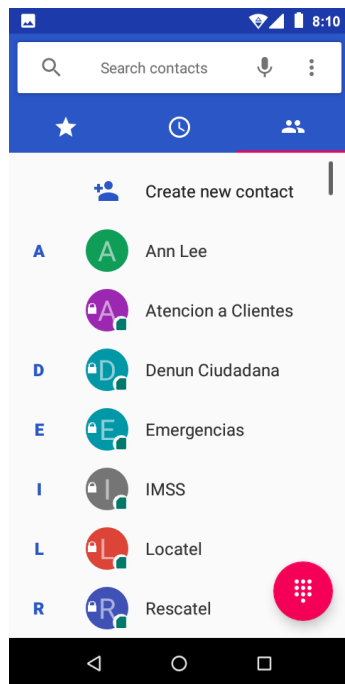 8:10
Search contacts
Create new contact
A A Ann Lee
A Atencion a Clientes
D D Denun Ciudadana
E E Emergencias
I I IMSS
L L Locatel
R R Rescatel